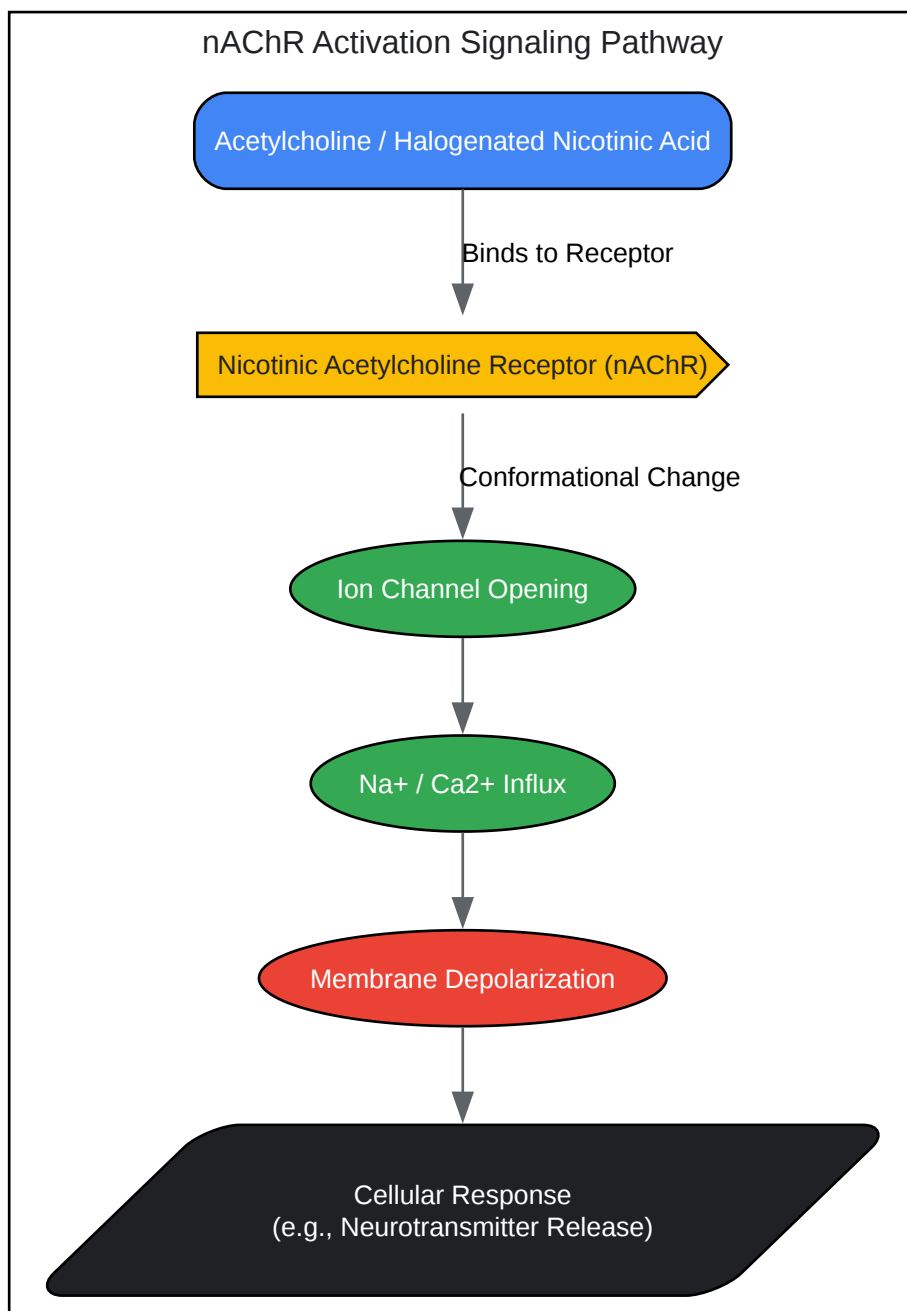 nAChR Activation Signaling Pathway
Acetylcholine / Halogenated Nicotinic Acid
Binds to Receptor
Nicotinic Acetylcholine Receptor (nAChR)
Conformational Change
Ion Channel Opening
Na+ / Ca2+ Influx
Membrane Depolarization
Cellular Response
(e.g., Neurotransmitter Release)